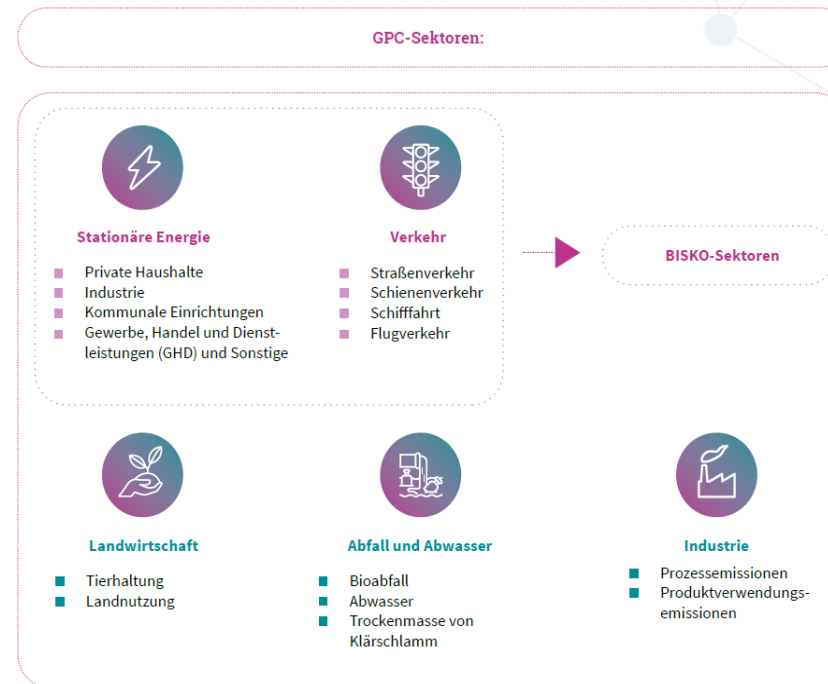 GPC-Sektoren:
Stationäre Energie
Private Haushalte
Industrie
Kommunale Einrichtungen
Gewerbe, Handel und Dienst-
leistungen (GHD) und Sonstige
Verkehr
Straßenverkehr
Schienenverkehr
Schifffahrt
Flugverkehr
BISKO-Sektoren
Landwirtschaft
Tierhaltung
Landnutzung
Abfall und Abwasser
Bioabfall
Abwasser
Trockenmasse von
Klärschlamm
Industrie
Prozessemissionen
Produktverwendungs-
emissionen